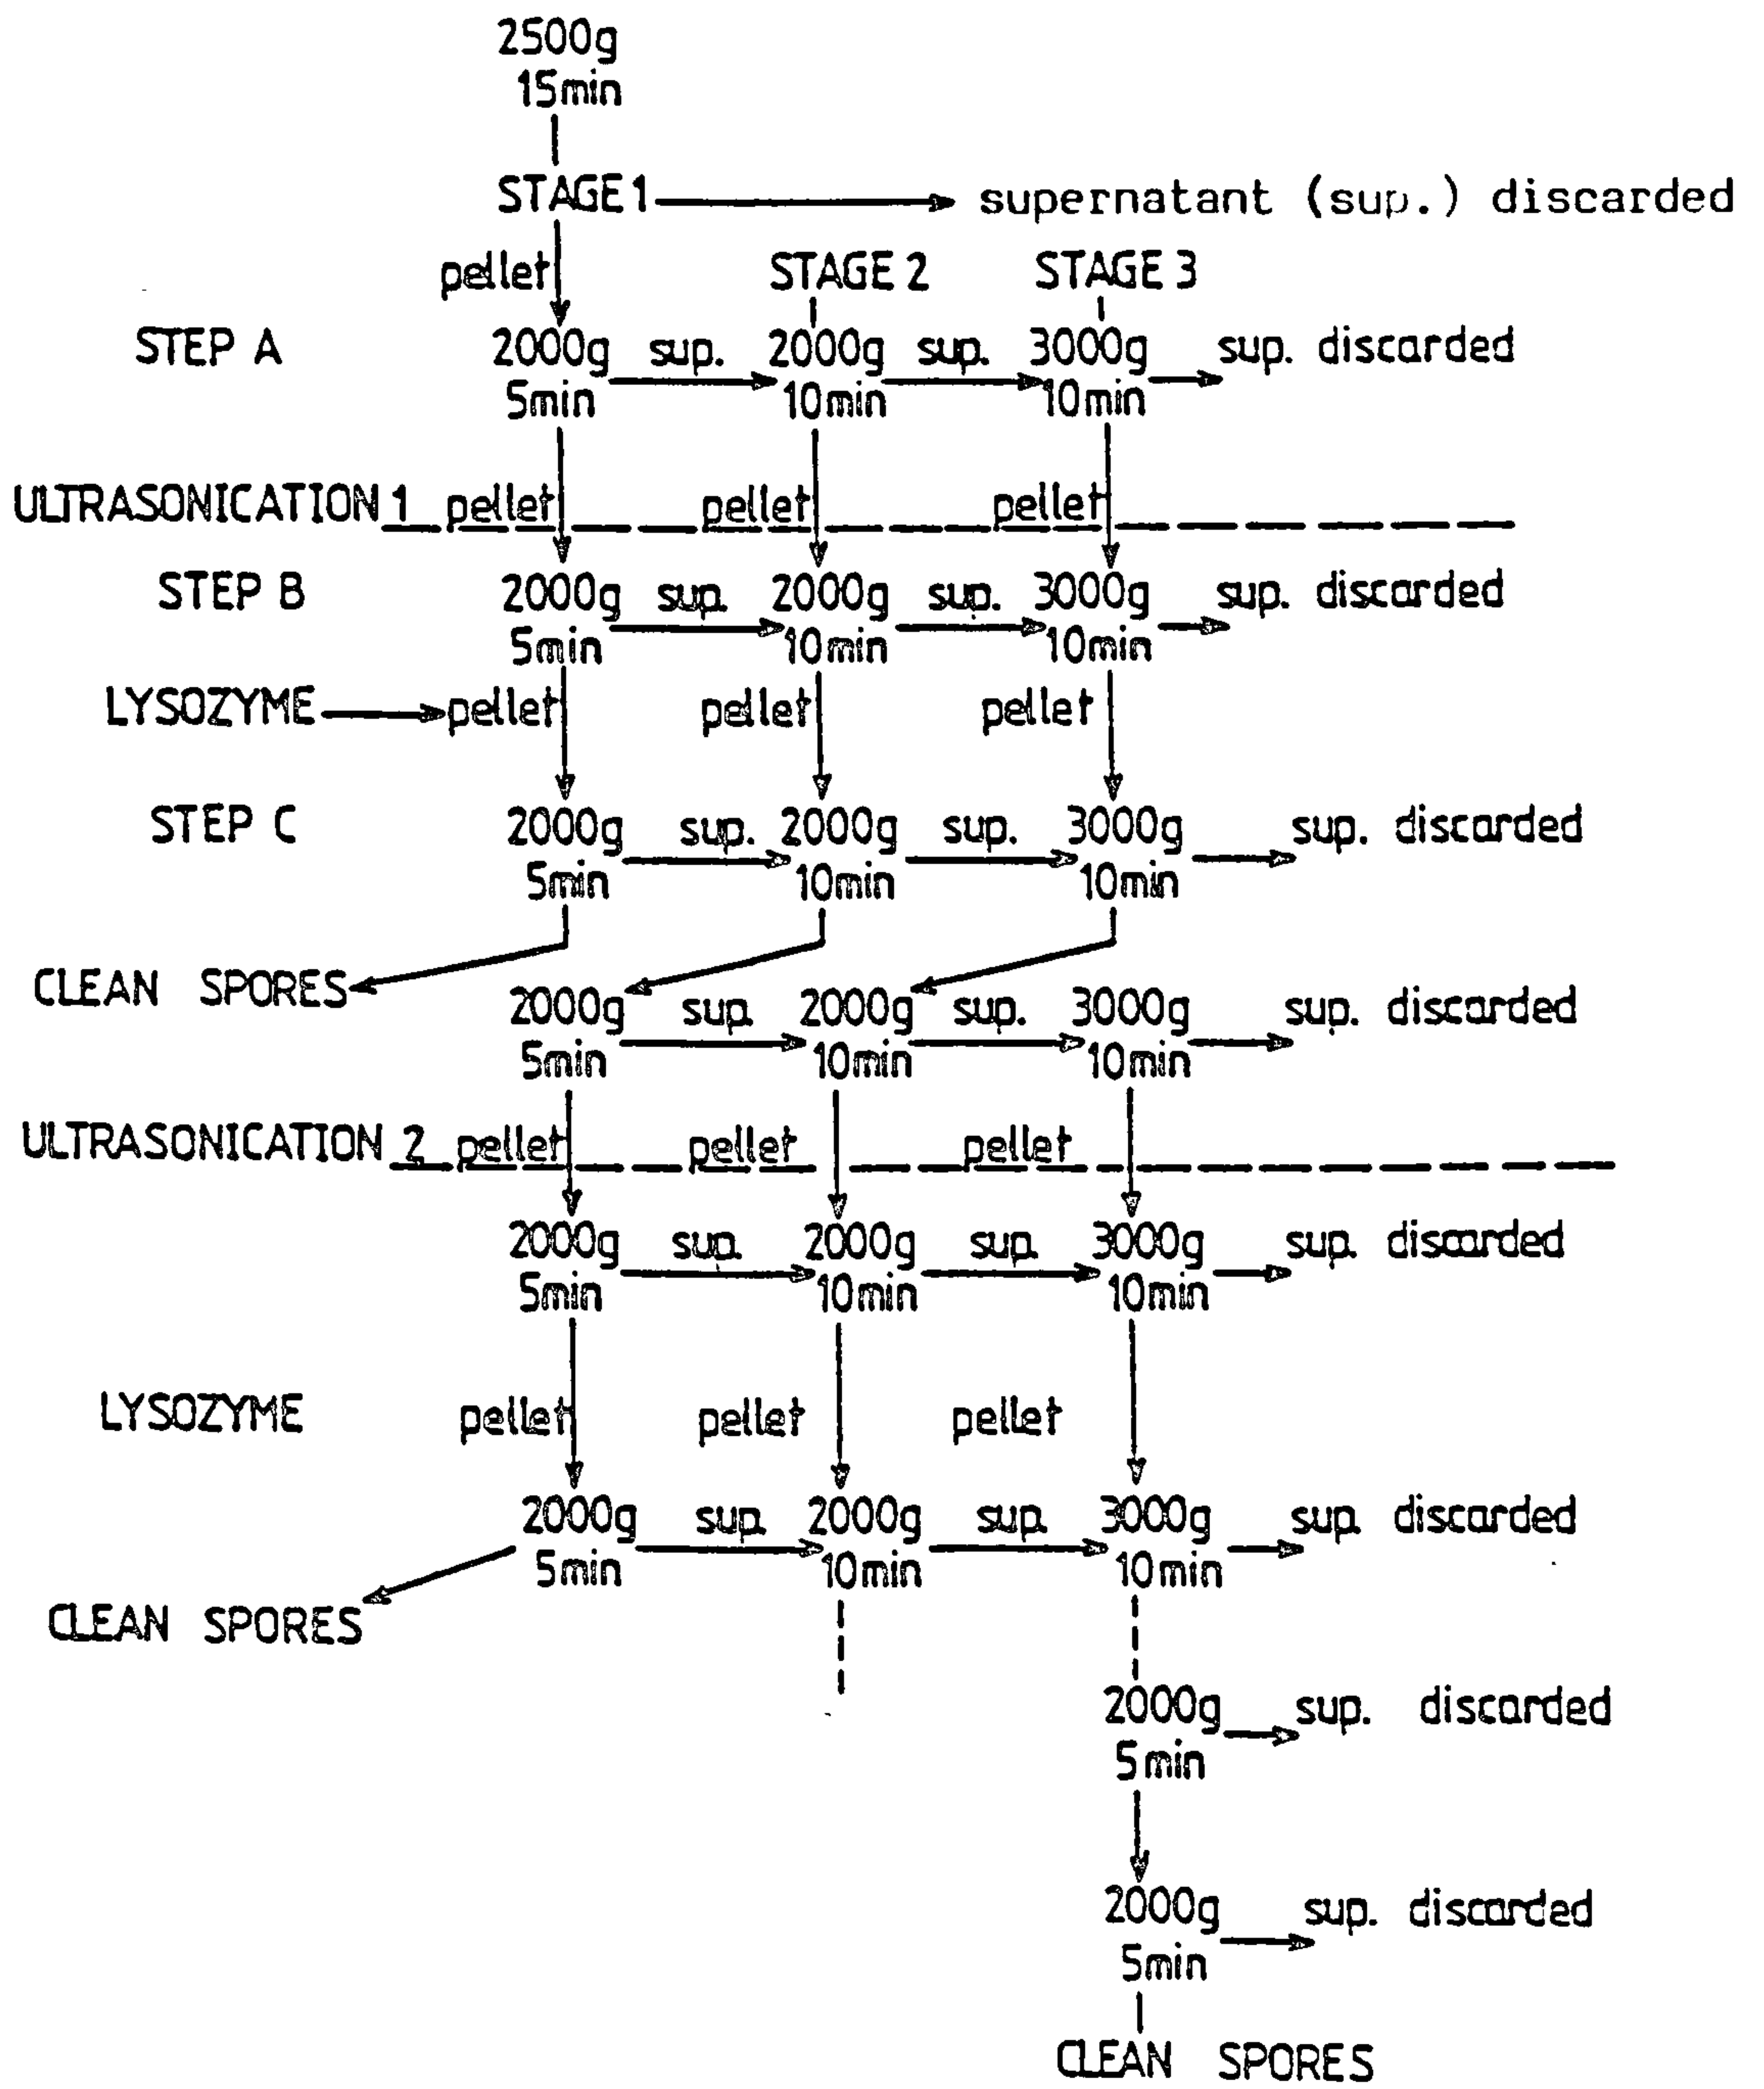 2500g
15min
STAGE 1 supernatant (sup.) discarded
pellet STAGE 2 STAGE 3
STEP A 2000g sup. 2000g sup. 3000g sup. discarded
5min 10min 10min
ULTRASONICATION 1 pellet pellet pellet
STEP B 2000g sup. 2000g sup. 3000g sup. discarded
5min 10min 10min
LYSOZYME pellet pellet pellet
STEP C 2000g sup. 2000g sup. 3000g sup. discarded
5min 10min 10min
CLEAN SPORES 2000g sup 2000g sup. 3000g sup. discarded
5min 10min 10min
ULTRASONICATION 2 pellet pellet pellet
2000g sup. 2000g sup. 3000g sup. discarded
5min 10min 10min
LYSOZYME pellet pellet pellet
2000g sup. 2000g sup. 3000g sup. discarded
5min 10min 10min
CLEAN SPORES
2000g sup. discarded
5min
2000g sup. discarded
5min
CLEAN SPORES